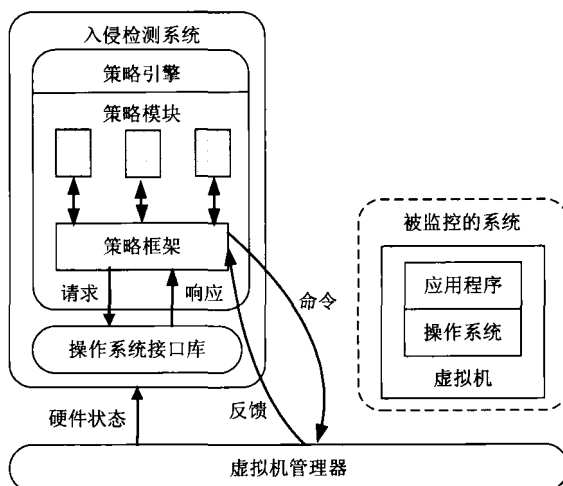 入侵检测系统
策略引擎
策略模块
策略框架
请求
响应
操作系统接口库
硬件状态
反馈
命令
被监控的系统
应用程序
操作系统
虚拟机
虚拟机管理器